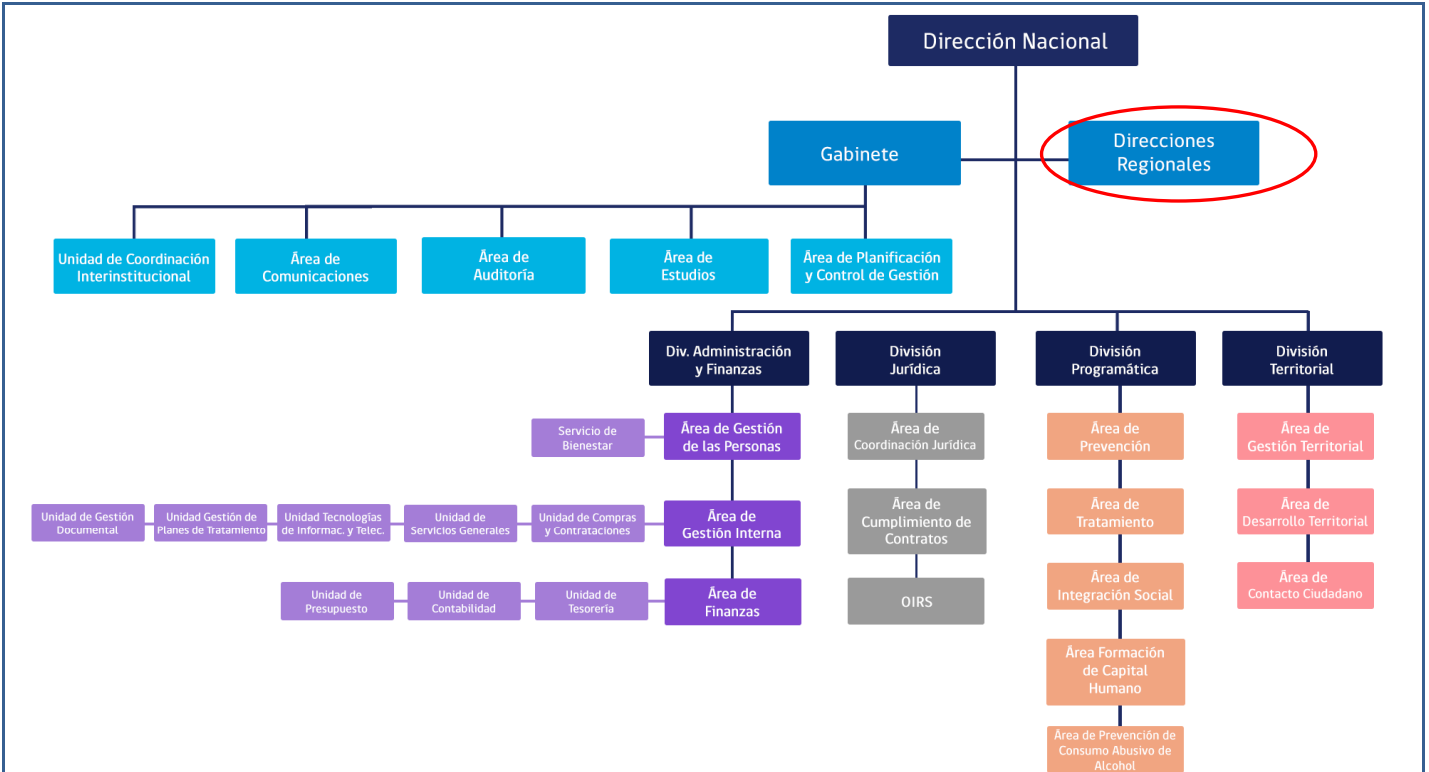 Dirección Nacional
Gabinete
Direcciones
Regionales
Unidad de Coordinación
Interinstitucional
Área de
Comunicaciones
Área de
Auditoría
Área de
Estudios
Área de Planificación
y Control de Gestión
Div. Administración
y Finanzas
División
Jurídica
División
Programática
División
Territorial
Servicio de
Bienestar
Área de Gestión
de las Personas
Área de
Coordinación Jurídica
Área de
Prevención
Área de
Gestión Territorial
Unidad de Gestión
Documental
Unidad Gestión de
Planes de Tratamiento
Unidad Tecnologías
de Informac. y Telec.
Unidad de
Servicios Generales
Unidad de Compras
y Contrataciones
Área de
Gestión Interna
Área de
Cumplimiento de
Contratos
Área de
Tratamiento
Área de
Desarrollo Territorial
Unidad de
Presupuesto
Unidad de
Contabilidad
Unidad de
Tesorería
Área de
Finanzas
OIRS
Área de
Integración Social
Área de
Contacto Ciudadano
Área Formación
de Capital
Humano
Área de Prevención de
Consumo Abusivo de
Alcohol